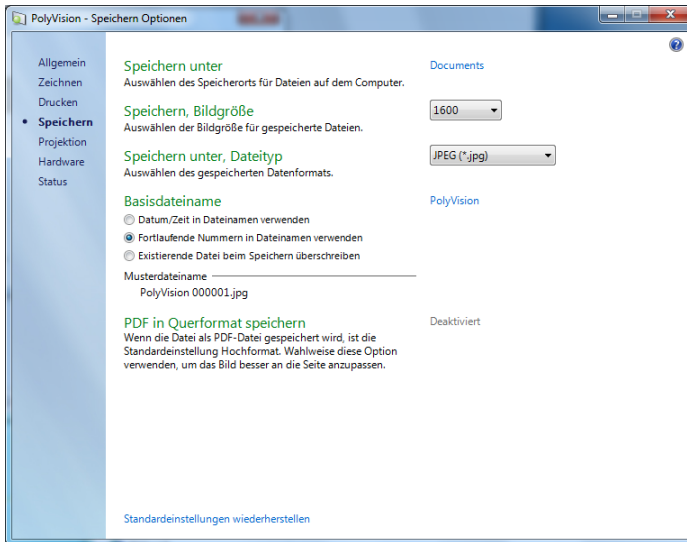 PolyVision - Speichern Optionen
Allgemein
Zeichnen
Drucken
Speichern
Projektion
Hardware
Status
Speichern unter
Documents
Auswählen des Speicherorts für Dateien auf dem Computer.
Speichern, Bildgröße
1600
Auswählen der Bildgröße für gespeicherte Dateien.
Speichern unter, Dateityp
JPEG (*.jpg)
Auswählen des gespeicherten Datenformats.
Basisdateiname
PolyVision
Datum/Zeit in Dateinamen verwenden
Fortlaufende Nummern in Dateinamen verwenden
Existierende Datei beim Speichern überschreiben
Musterdateiname
PolyVision 000001.jpg
PDF in Querformat speichern
Deaktiviert
Wenn die Datei als PDF-Datei gespeichert wird, ist die
Standardeinstellung Hochformat. Wahlweise diese Option
verwenden, um das Bild besser an die Seite anzupassen.
Standardeinstellungen wiederherstellen